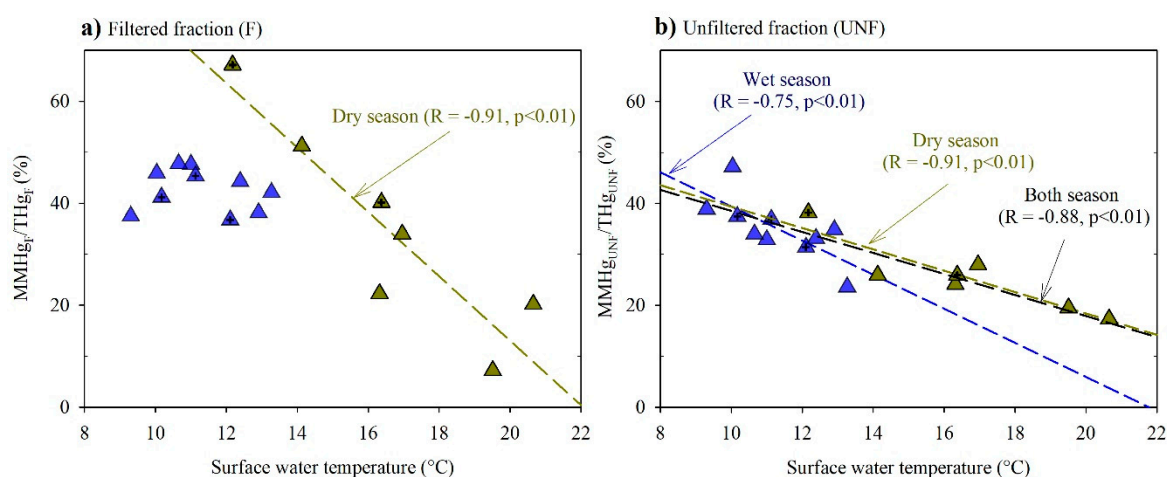 a) Filtered fraction (F)
MMHgF/THgF (%)
60
40
20
0
Dry season (R = -0.91, p<0.01)
8 10 12 14 16 18 20 22
Surface water temperature (°C)
b) Unfiltered fraction (UNF)
MMHgUNF/THgUNF (%)
60
40
20
0
Wet season
(R = -0.75, p<0.01)
Dry season
(R = -0.91, p<0.01)
Both season
(R = -0.88, p<0.01)
8 10 12 14 16 18 20 22
Surface water temperature (°C)